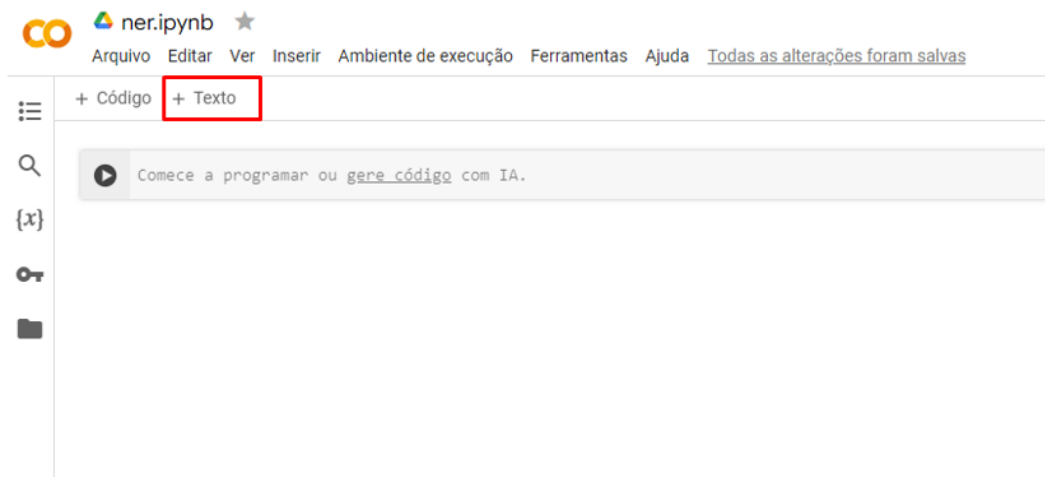 ner.ipynb
Arquivo Editar Ver Inserir Ambiente de execução Ferramentas Ajuda Todas as alterações foram salvas
+ Código + Texto
Comece a programar ou gere código com IA.
{x}